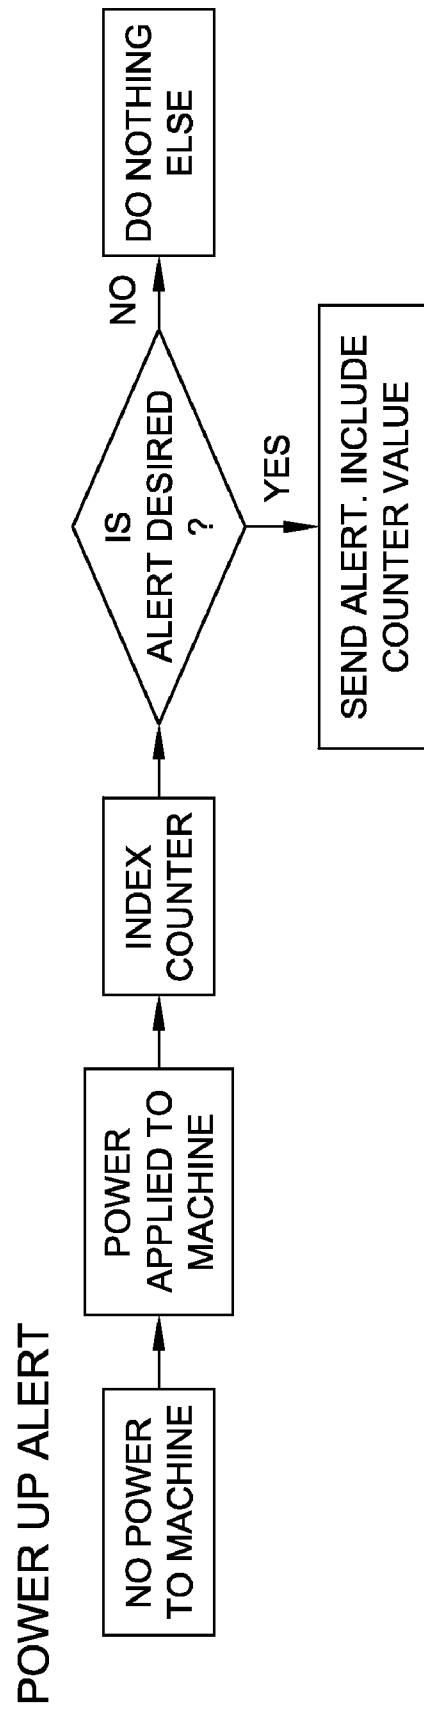 POWER UP ALERT
NO POWER
TO MACHINE
POWER
APPLIED TO
MACHINE
INDEX
COUNTER
IS
ALERT DESIRED
?
NO
DO NOTHING
ELSE
YES
SEND ALERT. INCLUDE
COUNTER VALUE